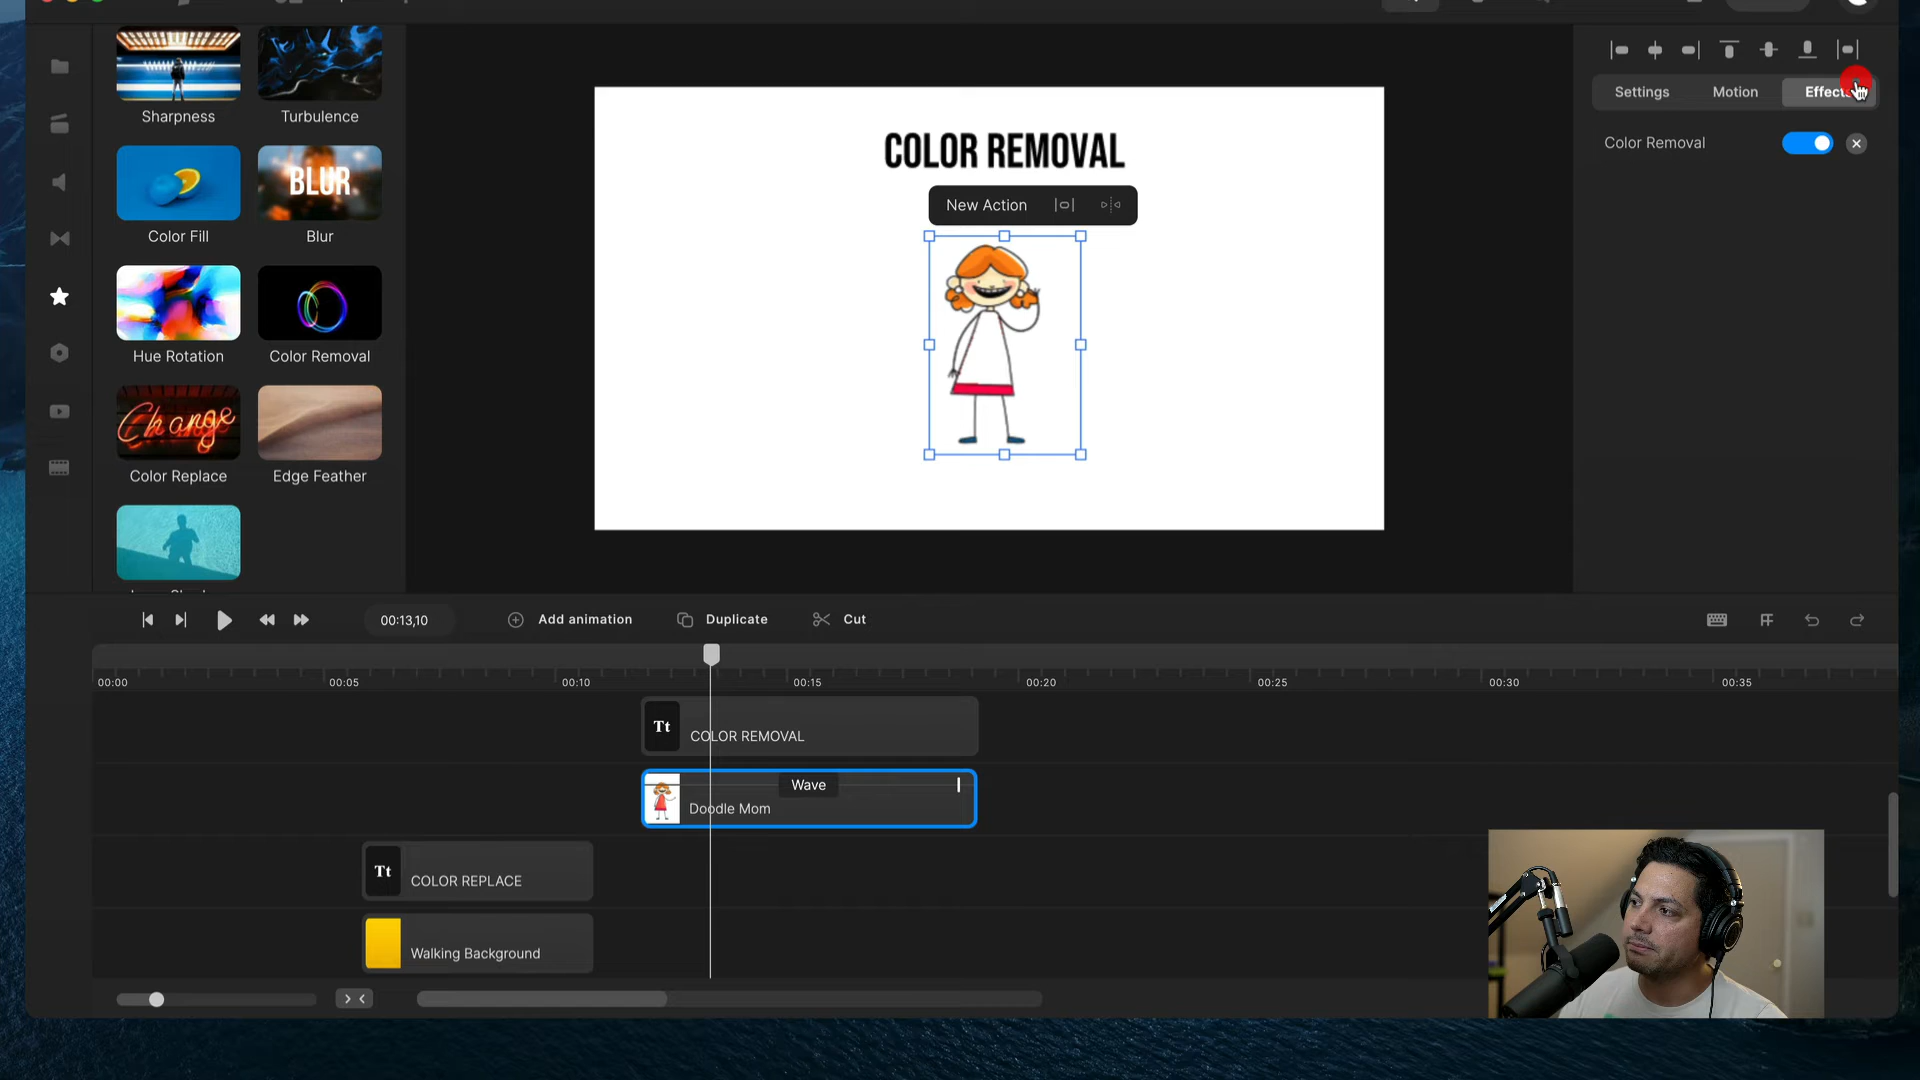 Sharpness
Turbulence
Color Fill
BLUR
Blur
Hue Rotation
Color Removal
Change
Color Replace
Edge Feather
COLOR REMOVAL
New Action
Settings
Motion
Effects
Color Removal
00:13,10
Add animation
Duplicate
Cut
00:00
00:05
00:10
00:15
00:20
00:25
00:30
00:35
Tt
COLOR REMOVAL
Wave
Doodle Mom
Tt
COLOR REPLACE
Walking Background